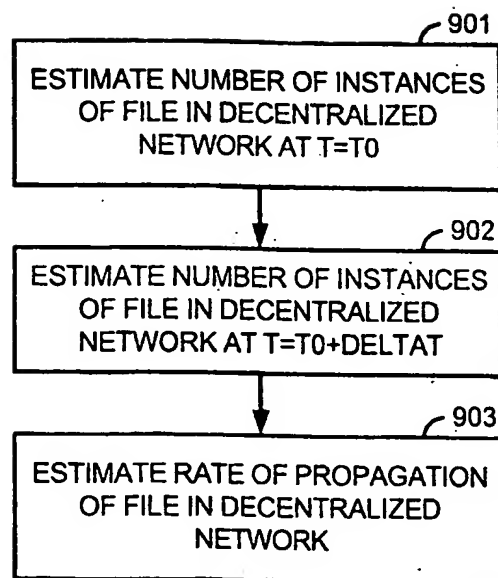 901
ESTIMATE NUMBER OF INSTANCES
OF FILE IN DECENTRALIZED
NETWORK AT T=T0
902
ESTIMATE NUMBER OF INSTANCES
OF FILE IN DECENTRALIZED
NETWORK AT T=T0+DELTAT
903
ESTIMATE RATE OF PROPAGATION
OF FILE IN DECENTRALIZED
NETWORK